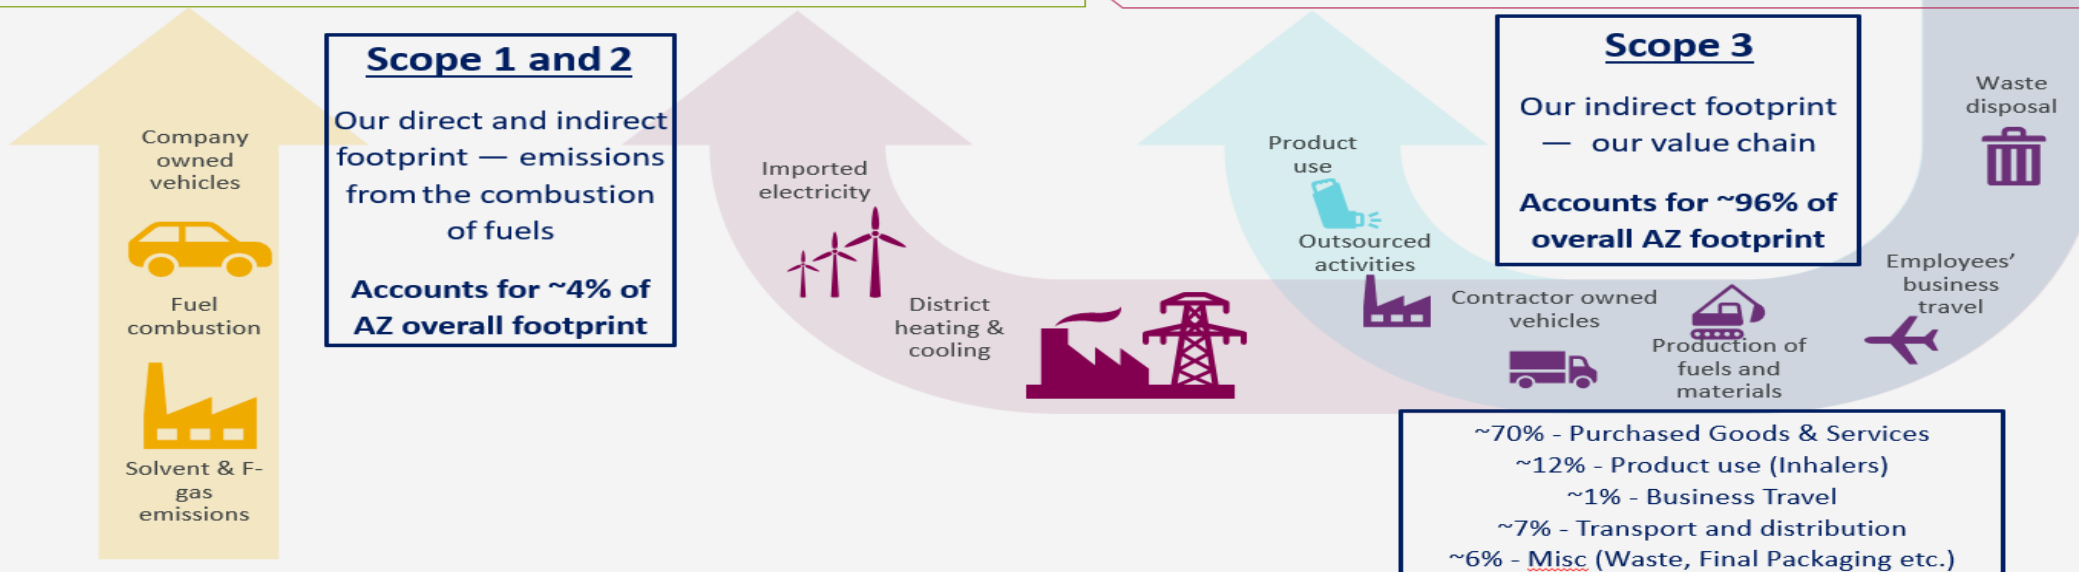 Company
owned
vehicles
Fuel
combustion
Solvent & F-
gas
emissions
Scope 1 and 2
Our direct and indirect
footprint — emissions
from the combustion
of fuels
Accounts for ~4% of
AZ overall footprint
Imported
electricity
District
heating &
cooling
Product
use
Outsourced
activities
Contractor owned
vehicles
Production of
fuels and
materials
Scope 3
Our indirect footprint
— our value chain
Accounts for ~96% of
overall AZ footprint
Employees’
business
travel
Waste
disposal
~70% - Purchased Goods & Services
~12% - Product use (Inhalers)
~1% - Business Travel
~7% - Transport and distribution
~6% - Misc (Waste, Final Packaging etc.)